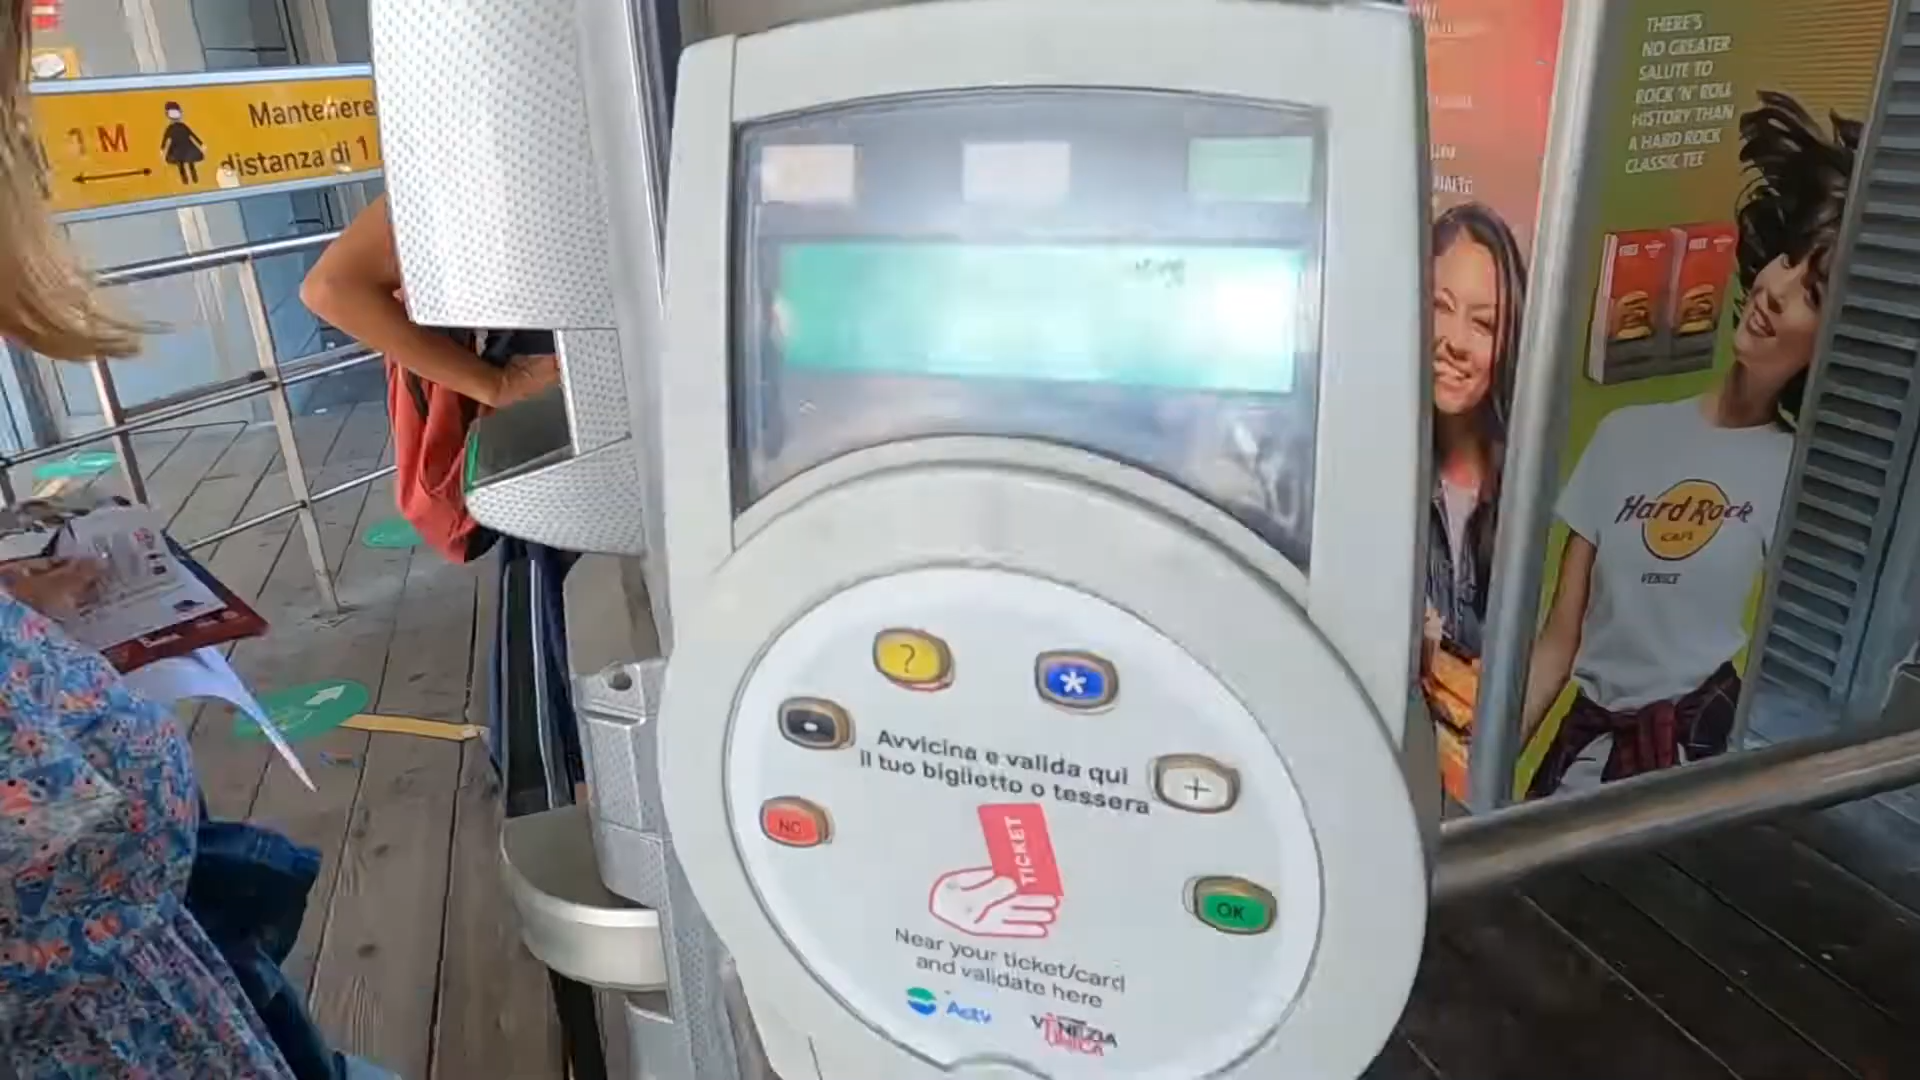 1 M
Mantenere
distanza di 1
?
*
-
+
NO
OK
Avvicina e valida qui
il tuo biglietto o tessera
TICKET
Near your ticket/card
and validate here
Actv
VENEZIA
UNICA
THERE'S
NO GREATER
SALUTE TO
ROCK 'N' ROLL
HISTORY THAN
A HARD ROCK
CLASSIC TEE
FREE
FREE
Hard Rock
CAFE
VENICE